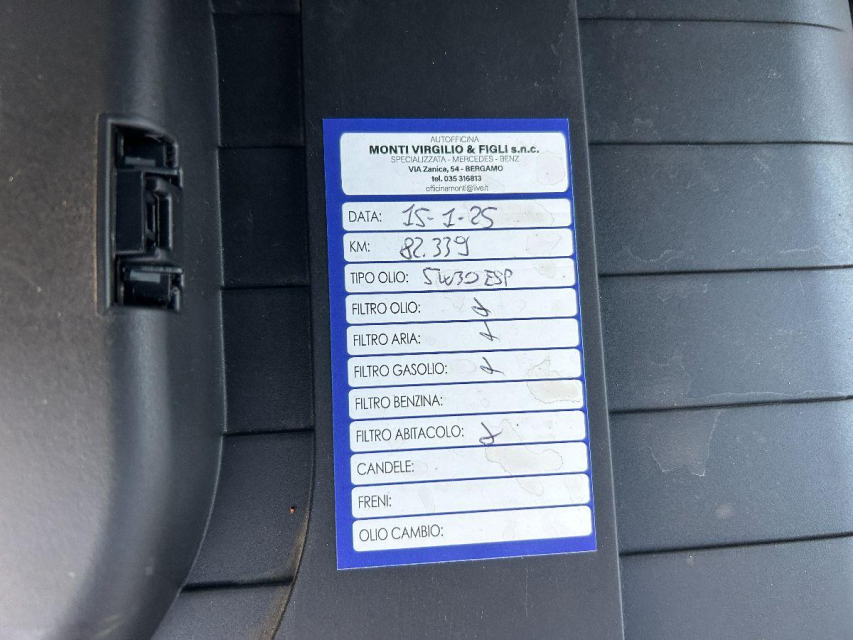 AUTOFFICINA
MONTI VIRGILIO & FIGLI s.n.c.
SPECIALIZZATA - MERCEDES - BENZ
VIA Zanica, 54 - BERGAMO
tel. 035 316813
officinamonti@live.it
DATA: 15-1-25
KM: 82.339
TIPO OLIO: 5W30 ESP
FILTRO OLIO: X
FILTRO ARIA: X
FILTRO GASOLIO: X
FILTRO BENZINA:
FILTRO ABITACOLO: X
CANDELE:
FRENI:
OLIO CAMBIO: